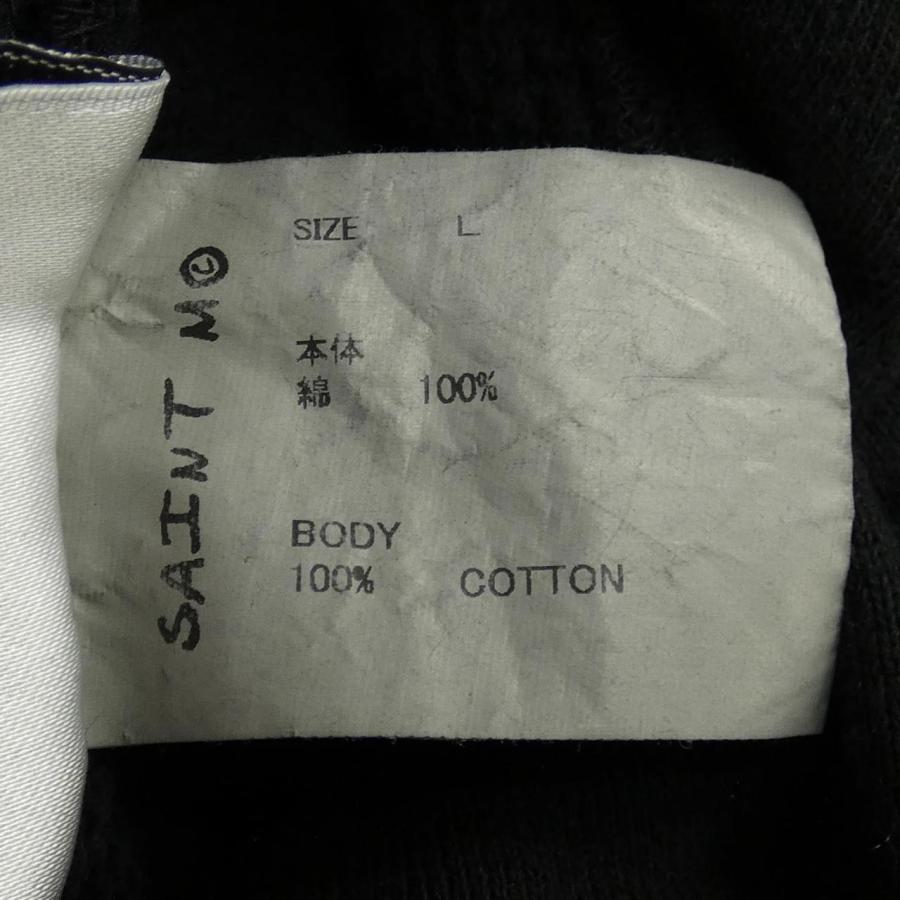 SAINT M©
SIZE L
本体
綿 100%
BODY
100% COTTON